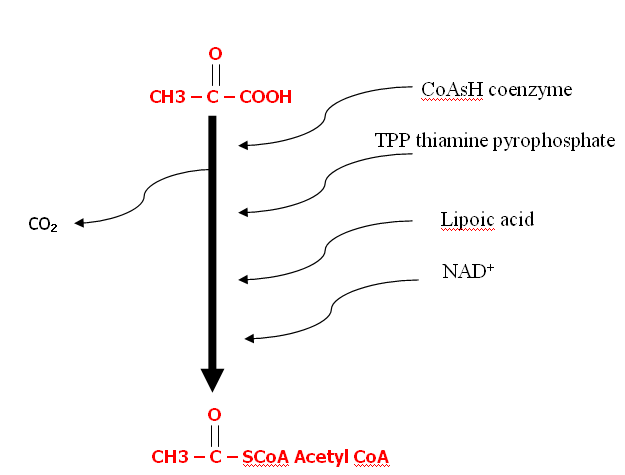 O
CH3 – C – COOH
CoAsH coenzyme
TPP thiamine pyrophosphate
CO₂
Lipoic acid
NAD⁺
O
CH3 – C – SCoA Acetyl CoA